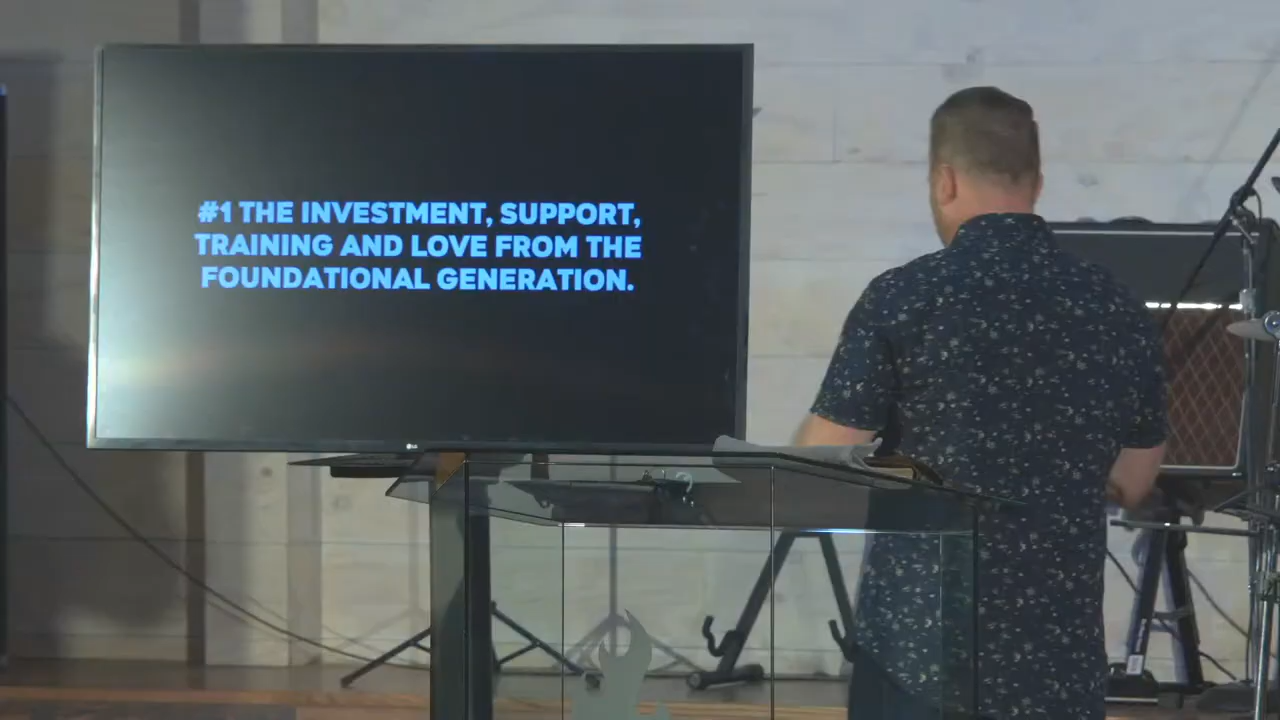 #1 THE INVESTMENT, SUPPORT,
TRAINING AND LOVE FROM THE
FOUNDATIONAL GENERATION.